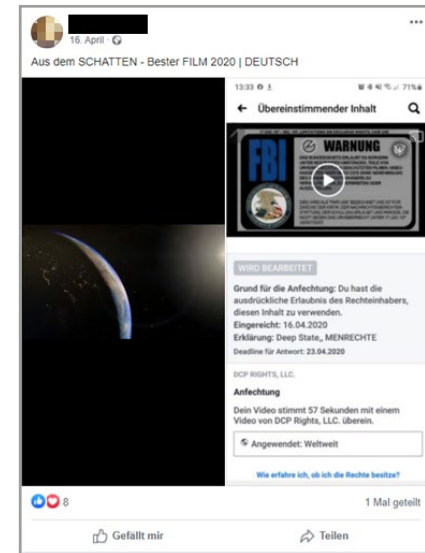 16. April
Aus dem SCHATTEN - Bester FILM 2020 | DEUTSCH
13:33
71%
Übereinstimmender Inhalt
FBI
WARNUNG
WIRD BEARBEITET
Grund für die Anfechtung: Du hast die
ausdrückliche Erlaubnis des Rechteinhabers,
diesen Inhalt zu verwenden.
Eingereicht: 16.04.2020
Erklärung: Deep State,, MENRECHTE
Deadline für Antwort: 23.04.2020
DCP RIGHTS, LLC.
Anfechtung
Dein Video stimmt 57 Sekunden mit einem
Video von DCP Rights, LLC. überein.
Angewendet: Weltweit
Wie erfahre ich, ob ich die Rechte besitze?
8
1 Mal geteilt
Gefällt mir
Teilen